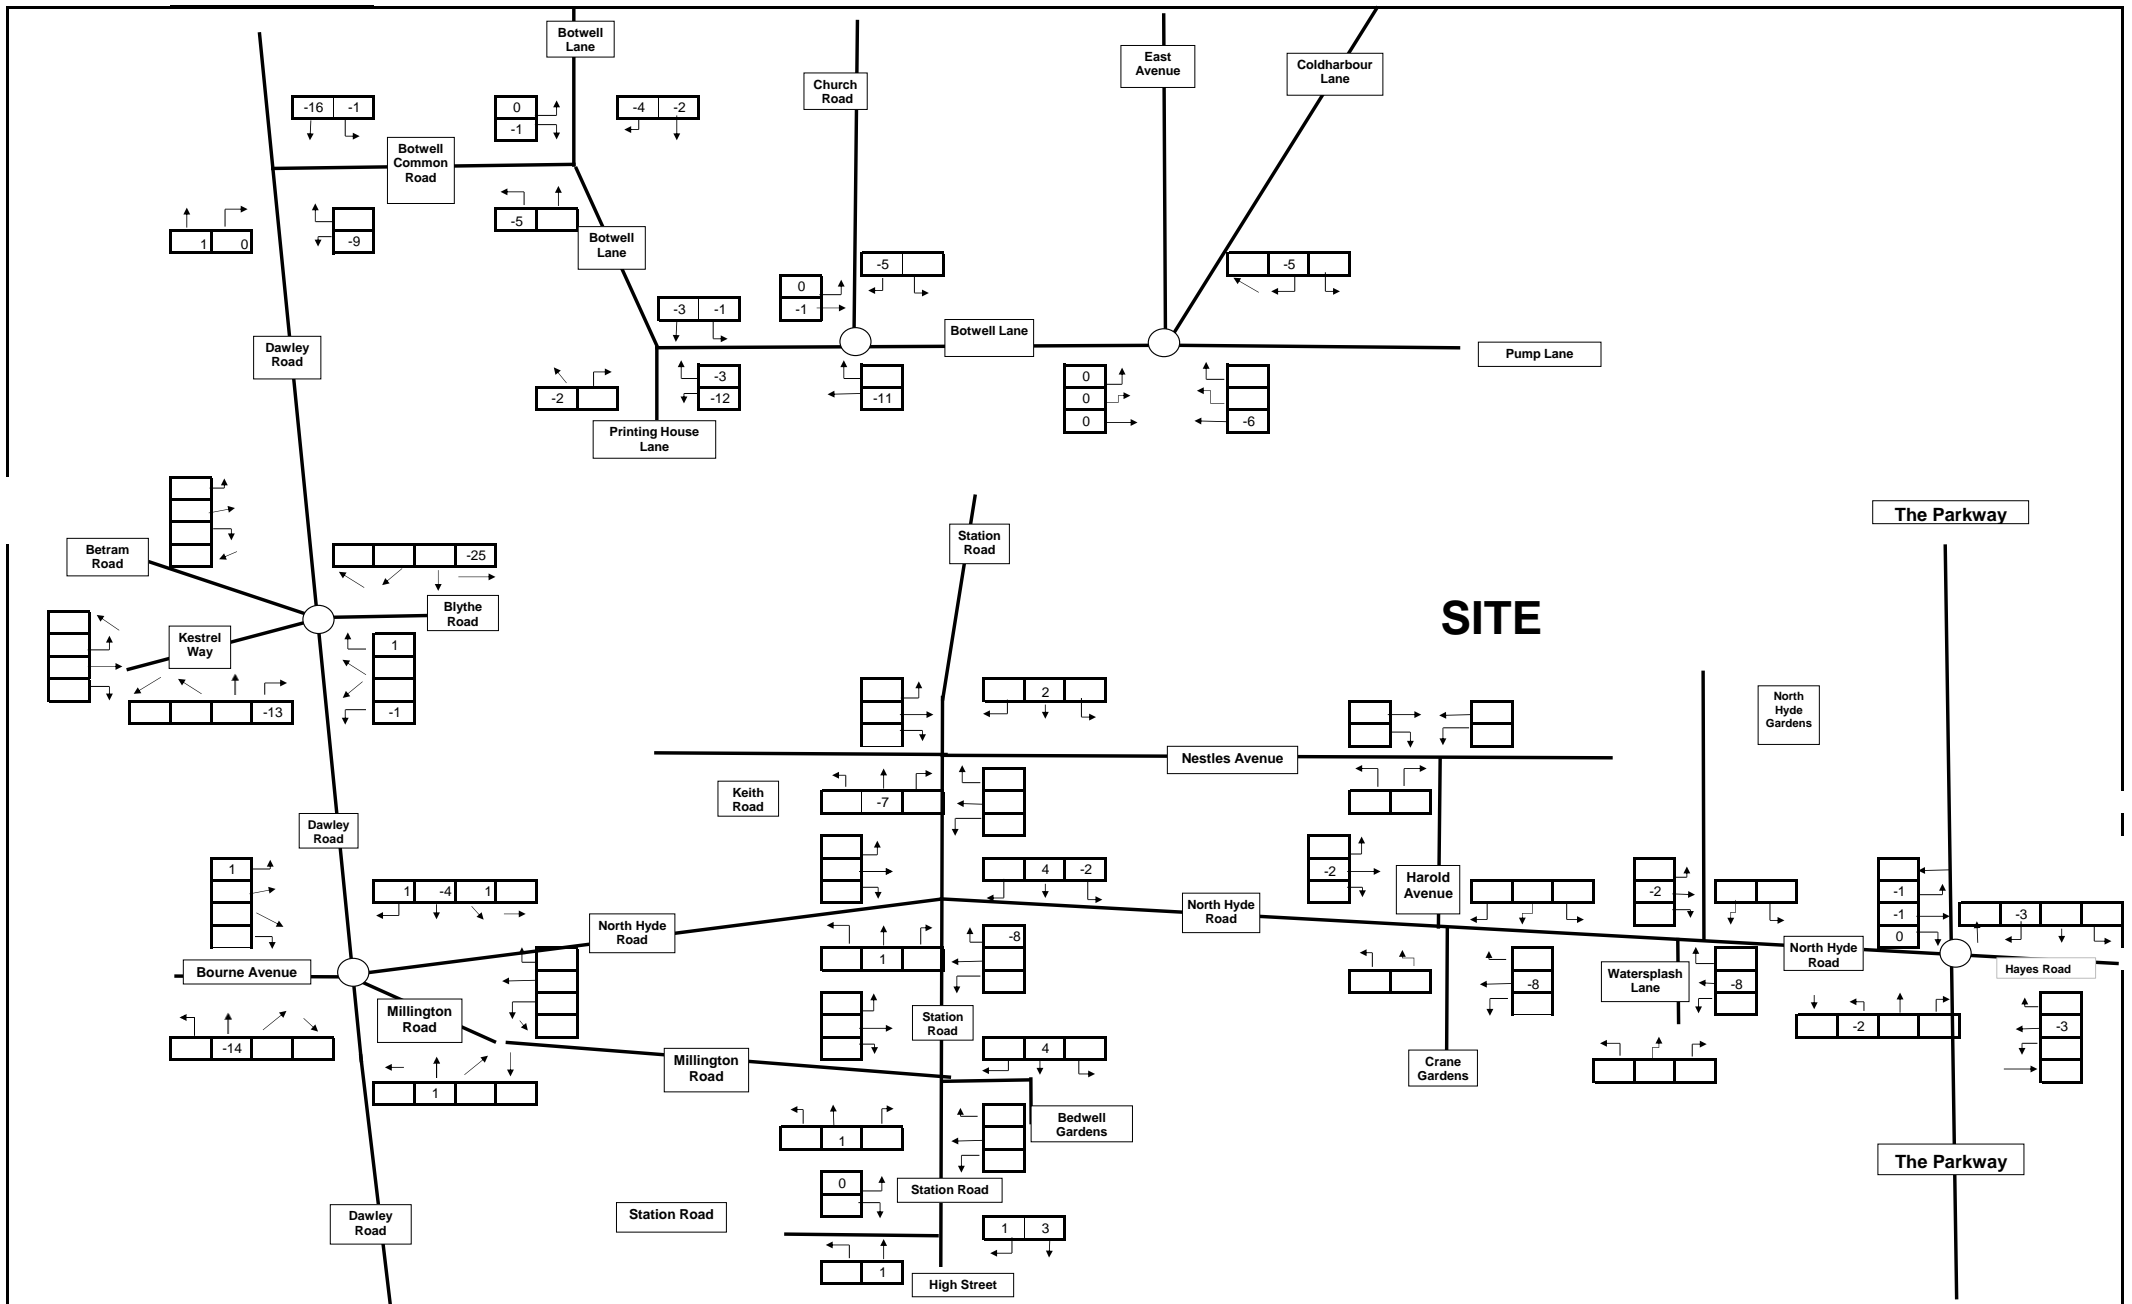 Botwell
Lane
East
Avenue
Coldharbour
Lane
Church
Road
-16 -1
0
-1
-4 -2
Botwell
Common
Road
-5
1 0
-9
Botwell
Lane
-5
-5
0
-1
-3 -1
Botwell Lane
Dawley
Road
Pump Lane
-2
-3
-12
-11
0
0
0
-6
Printing House
Lane
The Parkway
Station
Road
Betram
Road
-25
Blythe
Road
SITE
Kestrel
Way
1
-1
-13
2
North
Hyde
Gardens
Nestles Avenue
Keith
Road
-7
Dawley
Road
1
1 -4 1
4 -2
-2
Harold
Avenue
-2
-1
-1
0
-3
North Hyde
Road
North Hyde
Road
-8
1
North Hyde
Road
Bourne Avenue
Hayes Road
Watersplash
Lane
-8
-8
Millington
Road
Station
Road
-14
-2
-3
4
Millington
Road
Crane
Gardens
1
Bedwell
Gardens
1
The Parkway
0
Station Road
Dawley
Road
Station Road
1 3
1
High Street